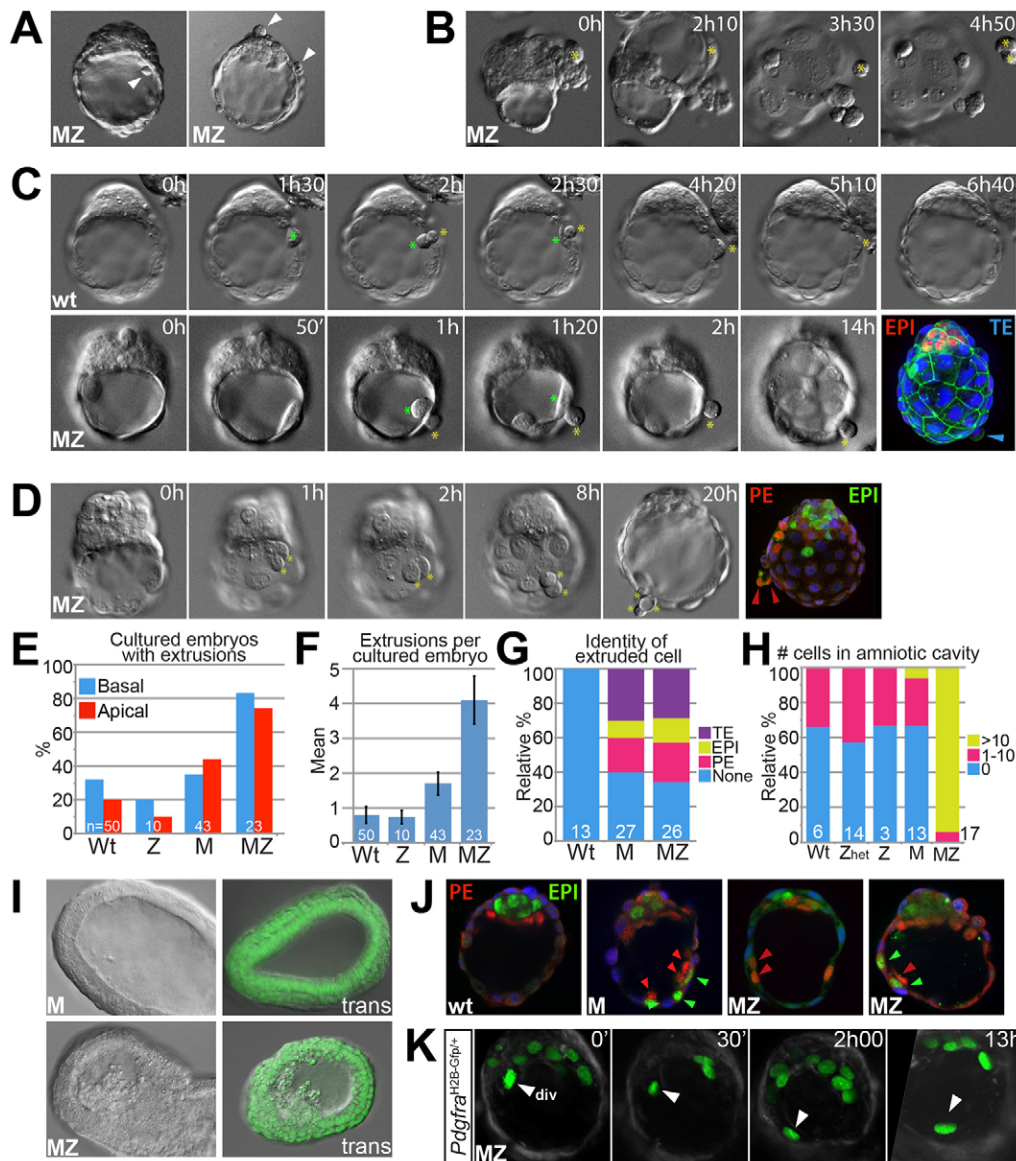 A
MZ
MZ
B
0h
2h10
3h30
4h50
MZ
C
0h
1h30
2h
2h30
4h20
5h10
6h40
wt
0h
50'
1h
1h20
2h
14h
EPI
TE
MZ
D
0h
1h
2h
8h
20h
PE
EPI
MZ
E
Cultured embryos
with extrusions
100
80
60
40
20
0
%
Basal
Apical
n=50
10
43
23
Wt
Z
M
MZ
F
Extrusions per
cultured embryo
5
4
3
2
1
0
Mean
50
10
43
23
Wt
Z
M
MZ
G
Identity of
extruded cell
Relative %
100
80
60
40
20
0
TE
EPI
PE
None
13
27
26
Wt
M
MZ
H
# cells in amniotic cavity
Relative %
100
80
60
40
20
0
>10
1-10
0
6
14
3
13
17
Wt
Zhet
Z
M
MZ
I
M
trans
MZ
trans
J
PE
EPI
wt
M
MZ
MZ
K
Pdgfra H2B-Gfp/+
0'
30'
2h00
13h
div
MZ